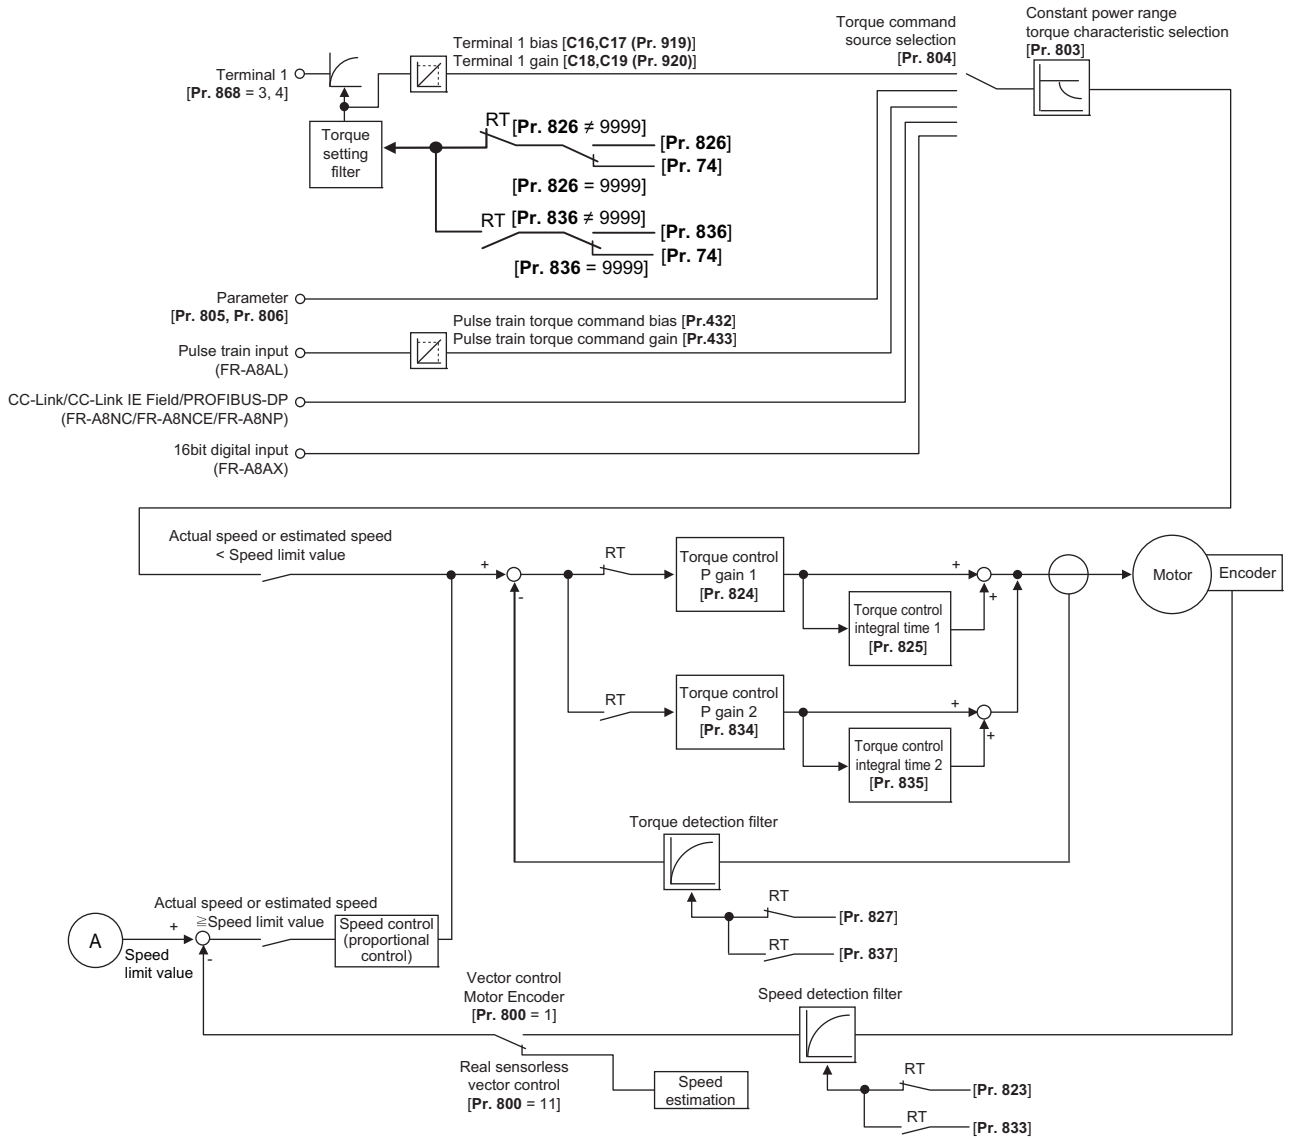 Torque command
source selection
[Pr. 804]
Constant power range
torque characteristic selection
[Pr. 803]
Terminal 1 bias [C16,C17 (Pr. 919)]
Terminal 1 gain [C18,C19 (Pr. 920)]
Terminal 1
[Pr. 868 = 3, 4]
Torque
setting
filter
RT
[Pr. 826 ≠ 9999]
[Pr. 826]
[Pr. 74]
[Pr. 826 = 9999]
RT
[Pr. 836 ≠ 9999]
[Pr. 836]
[Pr. 74]
[Pr. 836 = 9999]
Parameter
[Pr. 805, Pr. 806]
Pulse train torque command bias [Pr.432]
Pulse train torque command gain [Pr.433]
Pulse train input
(FR-A8AL)
CC-Link/CC-Link IE Field/PROFIBUS-DP
(FR-A8NC/FR-A8NCE/FR-A8NP)
16bit digital input
(FR-A8AX)
Actual speed or estimated speed
< Speed limit value
+
-
RT
Torque control
P gain 1
[Pr. 824]
+
+
Torque control
integral time 1
[Pr. 825]
Motor
Encoder
RT
Torque control
P gain 2
[Pr. 834]
+
+
Torque control
integral time 2
[Pr. 835]
Torque detection filter
RT
[Pr. 827]
RT
[Pr. 837]
Actual speed or estimated speed
≧Speed limit value
A
+
-
Speed
limit value
Speed control
(proportional
control)
Vector control
Motor Encoder
[Pr. 800 = 1]
Real sensorless
vector control
[Pr. 800 = 11]
Speed
estimation
Speed detection filter
RT
[Pr. 823]
RT
[Pr. 833]